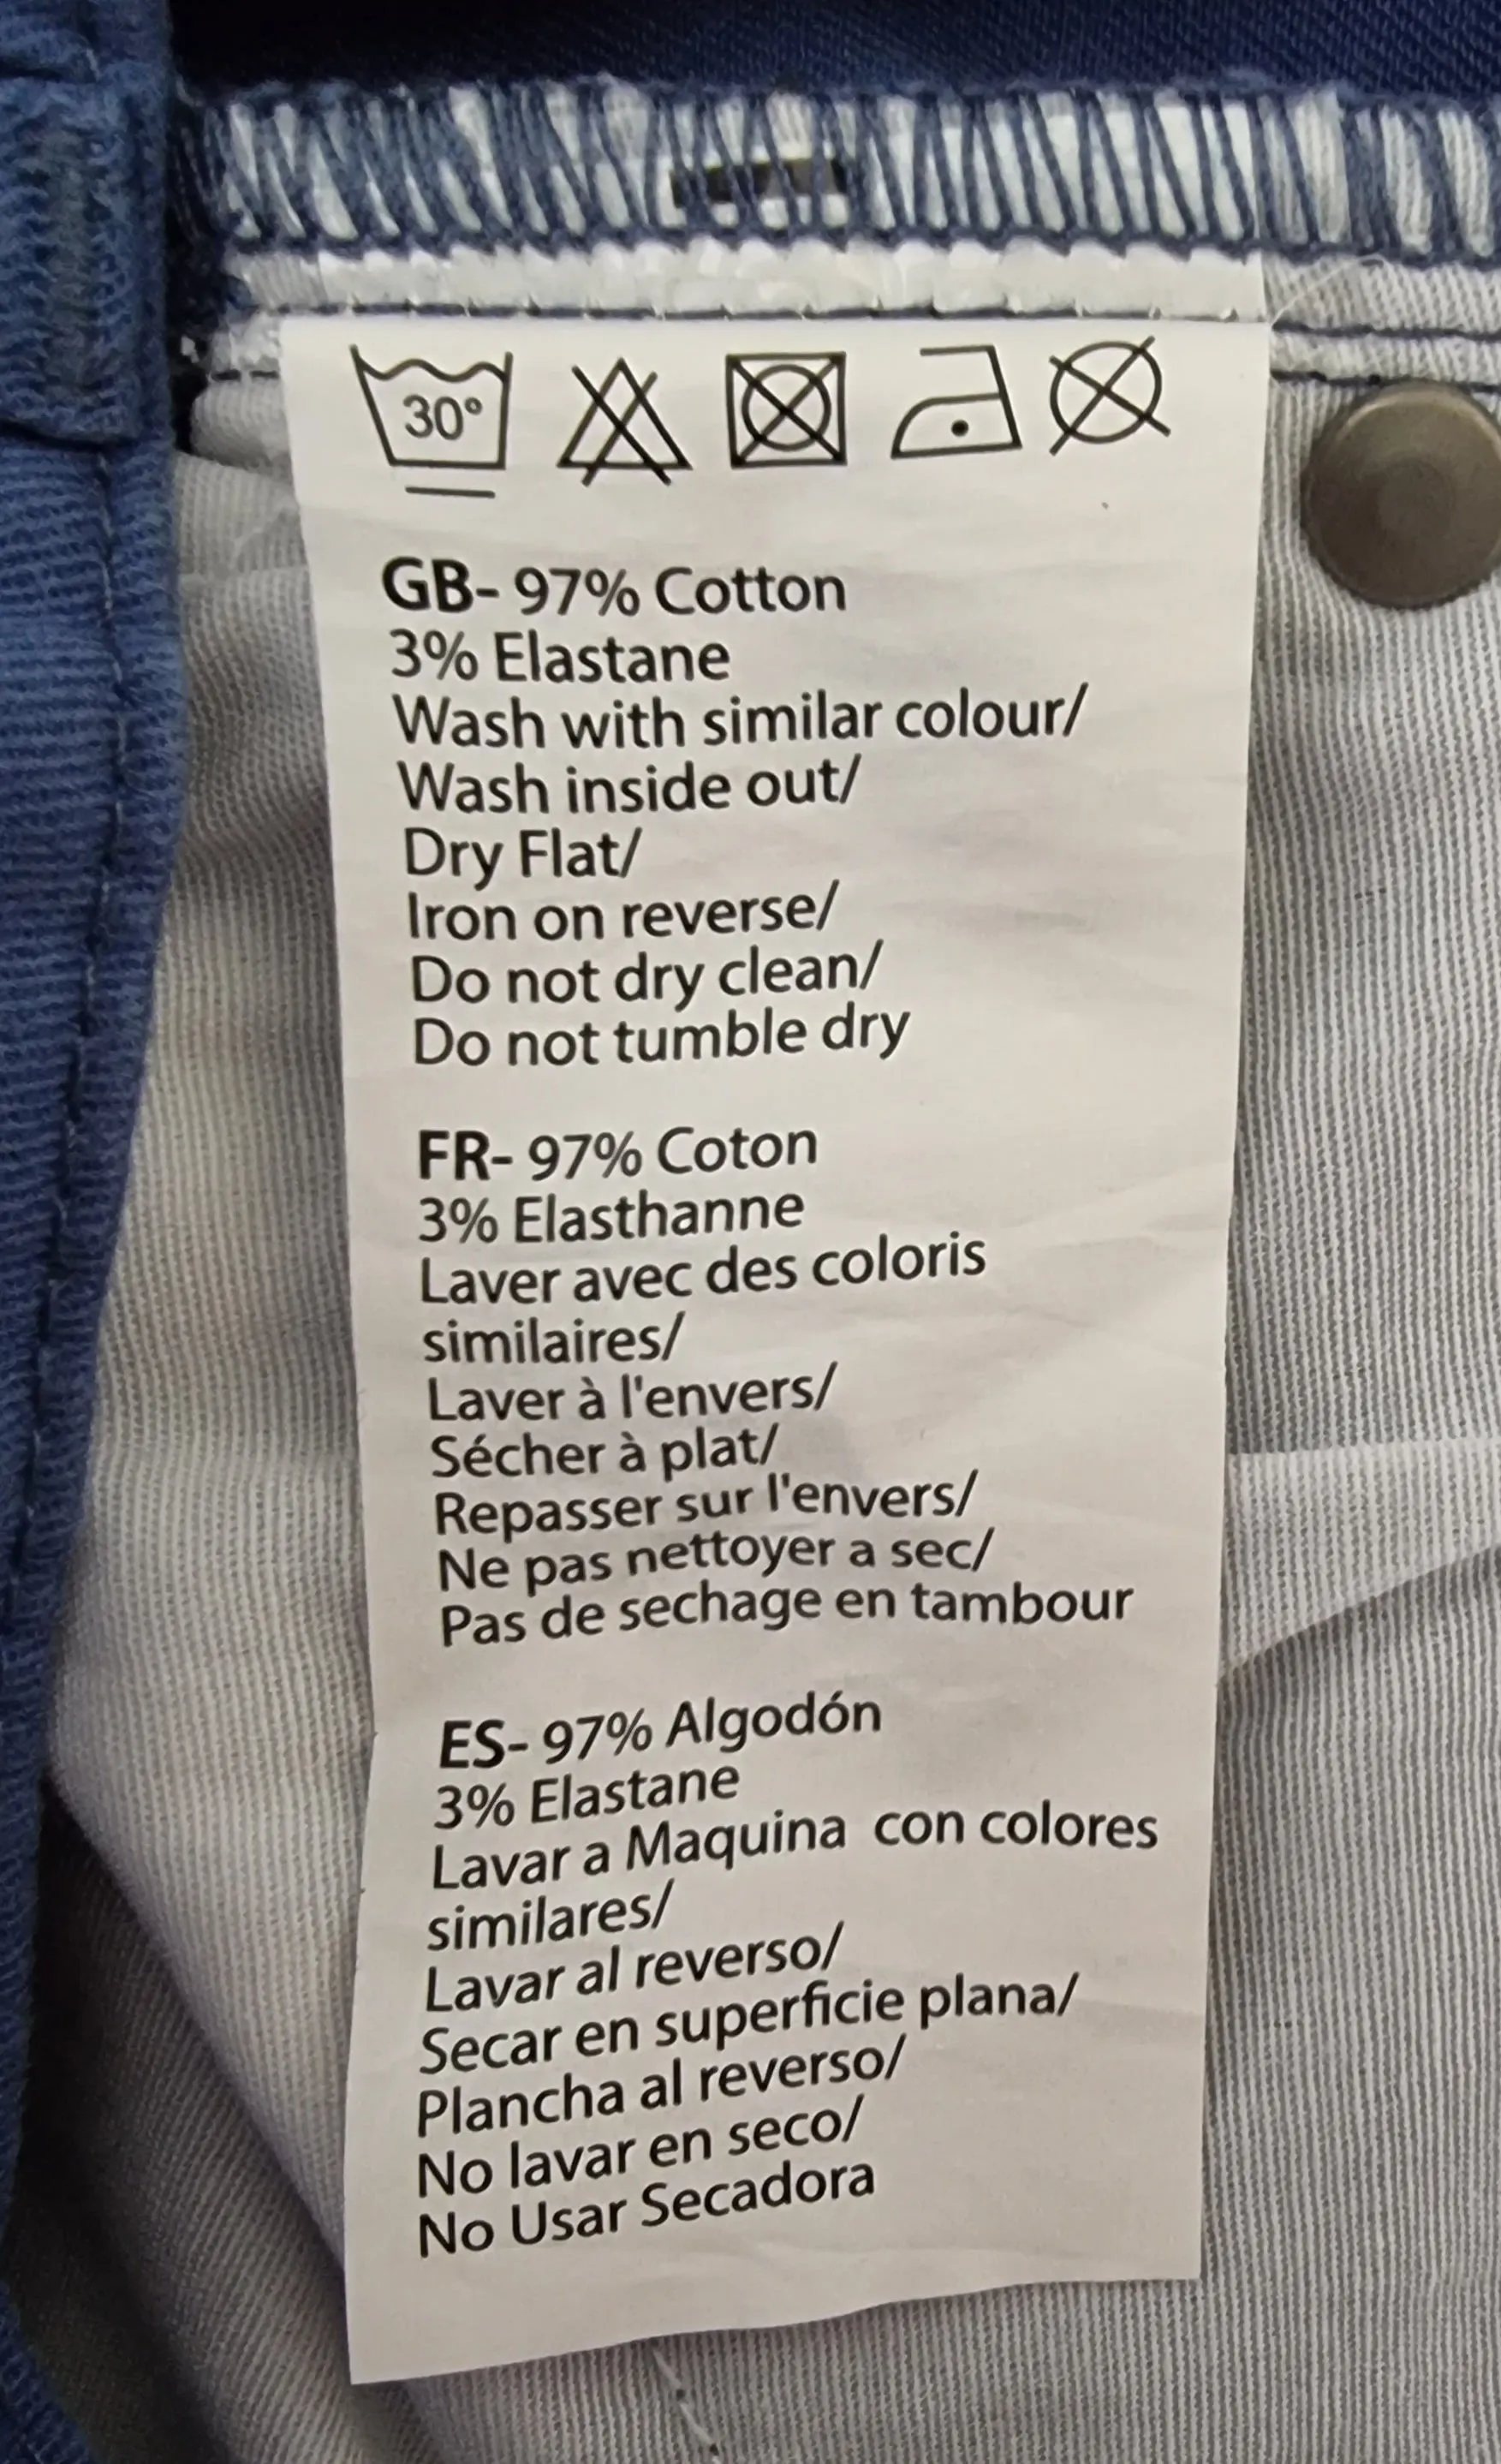 30°
GB- 97% Cotton
3% Elastane
Wash with similar colour/
Wash inside out/
Dry Flat/
Iron on reverse/
Do not dry clean/
Do not tumble dry
FR- 97% Coton
3% Elasthanne
Laver avec des coloris
similaires/
Laver à l'envers/
Sécher à plat/
Repasser sur l'envers/
Ne pas nettoyer a sec/
Pas de sechage en tambour
ES- 97% Algodón
3% Elastane
Lavar a Maquina con colores
similares/
Lavar al reverso/
Secar en superficie plana/
Plancha al reverso/
No lavar en seco/
No Usar Secadora